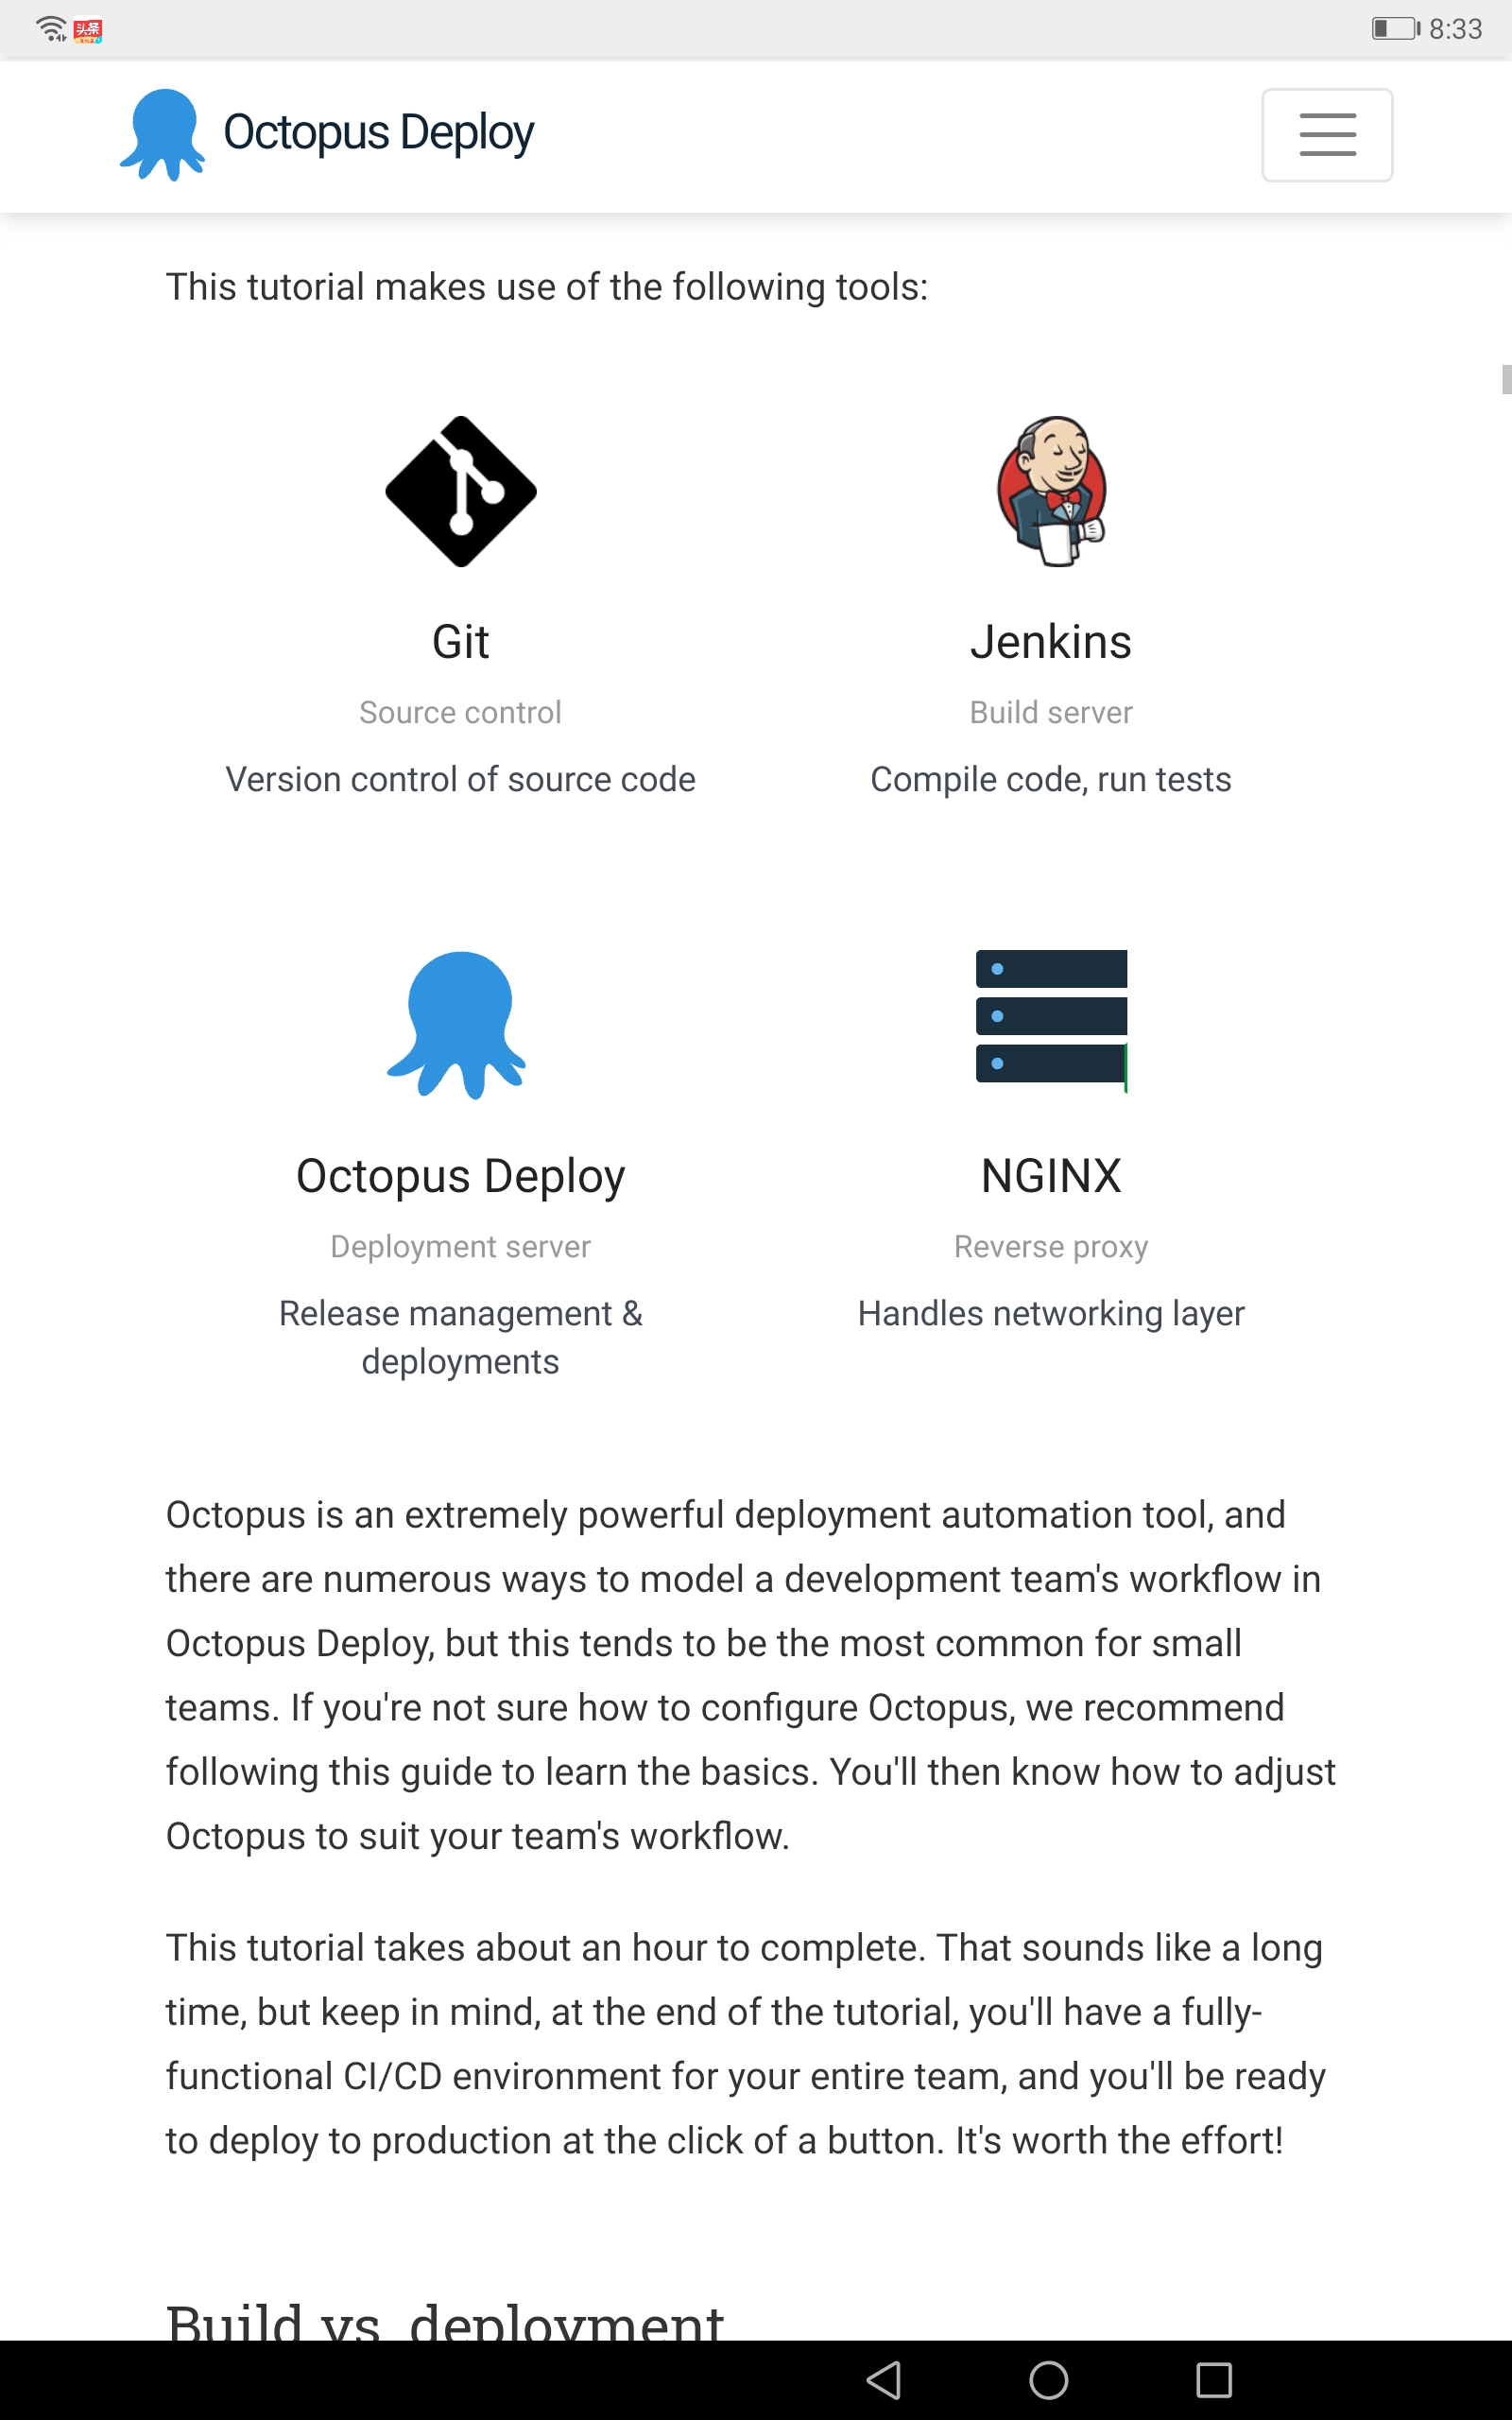 头条
8:33
Octopus Deploy
This tutorial makes use of the following tools:
Git
Jenkins
Source control
Build server
Version control of source code
Compile code, run tests
Octopus Deploy
NGINX
Deployment server
Reverse proxy
Release management &
deployments
Handles networking layer
Octopus is an extremely powerful deployment automation tool, and
there are numerous ways to model a development team's workflow in
Octopus Deploy, but this tends to be the most common for small
teams. If you're not sure how to configure Octopus, we recommend
following this guide to learn the basics. You'll then know how to adjust
Octopus to suit your team's workflow.
This tutorial takes about an hour to complete. That sounds like a long
time, but keep in mind, at the end of the tutorial, you'll have a fully-
functional CI/CD environment for your entire team, and you'll be ready
to deploy to production at the click of a button. It's worth the effort!
Build vs. deployment